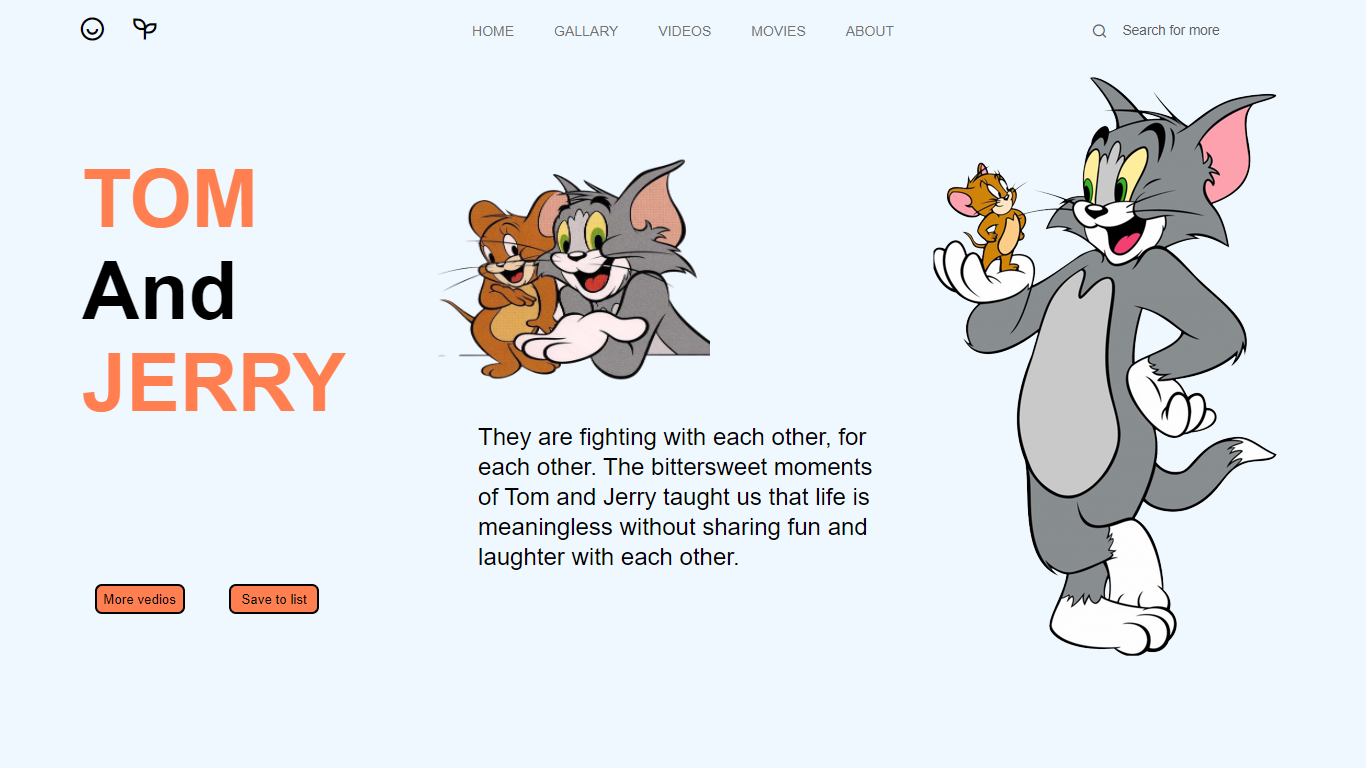 HOME GALLARY VIDEOS MOVIES ABOUT Search for more
TOM
And
JERRY
They are fighting with each other, for
each other. The bittersweet moments
of Tom and Jerry taught us that life is
meaningless without sharing fun and
laughter with each other.
More vedios Save to list